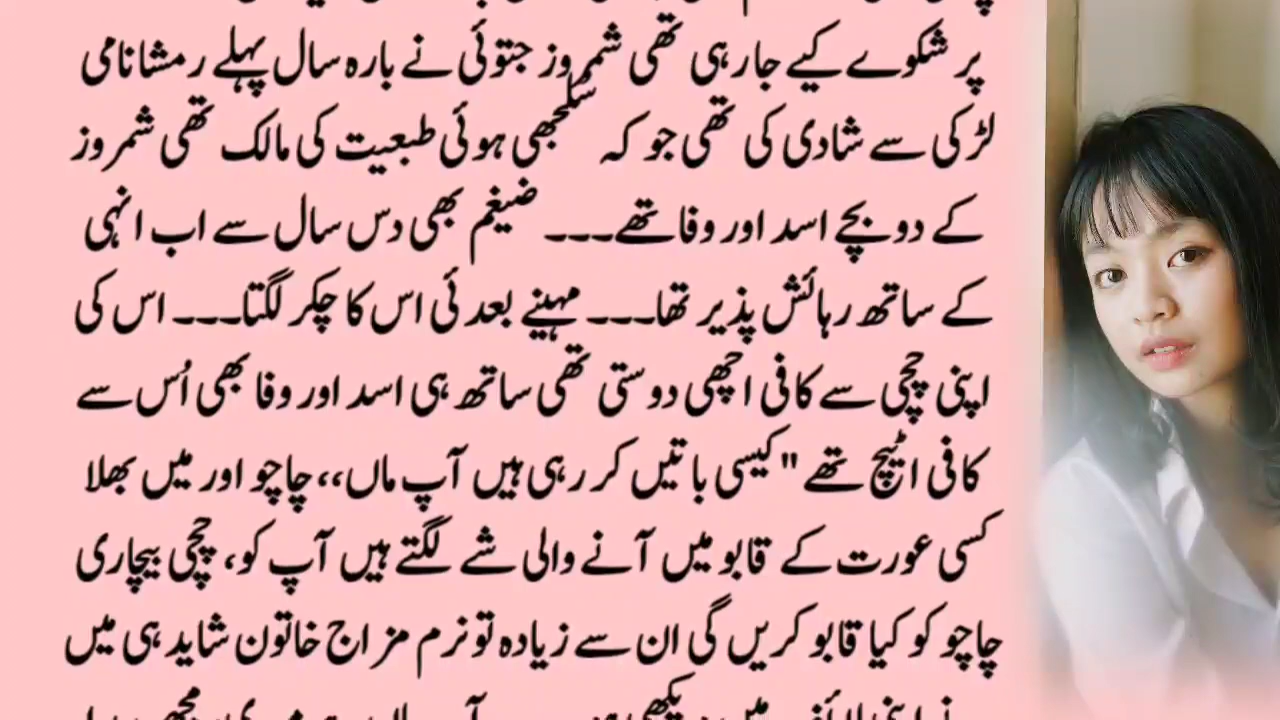 پر شکوے کیے جارہی تھی شمروز جتوئی نے بارہ سال پہلے رمشا نامی
لڑکی سے شادی کی تھی جو کہ سلجھی ہوئی طبعیت کی مالک تھی شمروز
کے دو بچے اسد اور وفا تھے۔۔۔ ضیغم بھی دس سال سے اب انہی
کے ساتھ رہائش پذیر تھا۔۔۔ مہینے بعد ئی اس کا چکر لگتا۔۔۔ اس کی
اپنی چچی سے کافی اچھی دوستی تھی ساتھ ہی اسد اور وفا بھی اُس سے
کافی اٹیچ تھے "کیسی باتیں کر رہی ہیں آپ ماں،، چاچو اور میں بھلا
کسی عورت کے قابو میں آنے والی شے لگتے ہیں آپ کو، چچی بیچاری
چاچو کو کیا قابو کریں گی ان سے زیادہ تو نرم مزاج خاتون شاید ہی میں